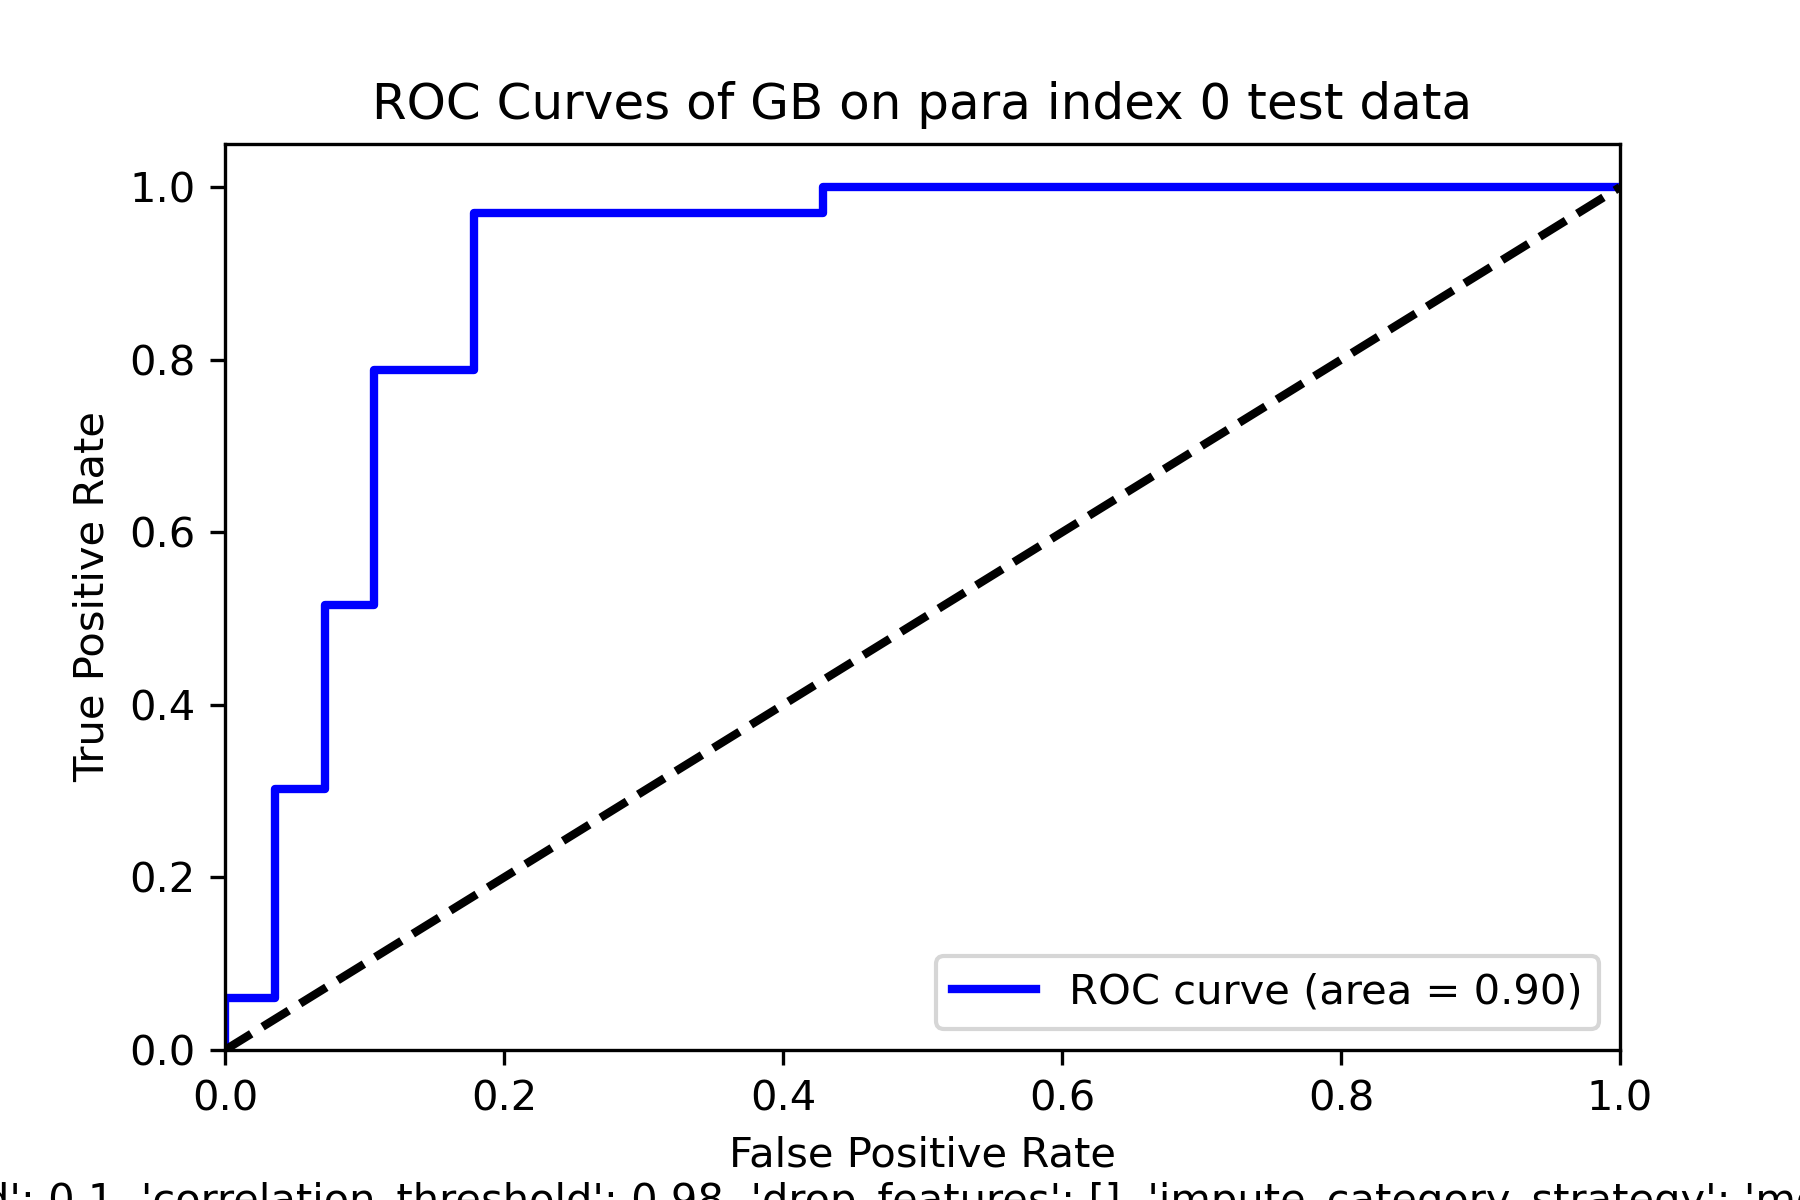 ROC Curves of GB on para index 0 test data
1.0
0.8
0.6
0.4
0.2
0.0
True Positive Rate
ROC curve (area = 0.90)
0.0 0.2 0.4 0.6 0.8 1.0
False Positive Rate
0.1, 'correlation_threshold': 0.98, 'drop_features': [], 'impute_category_strategy':